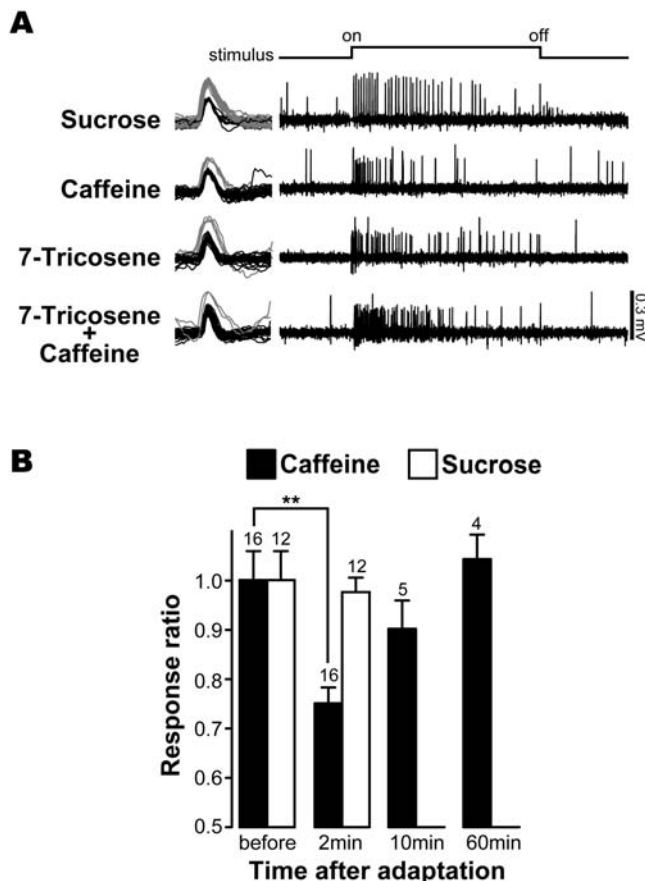 A
on off
stimulus
Sucrose
Caffeine
7-Tricosene
7-Tricosene
+
Caffeine
0.3 mV
B
Caffeine Sucrose
**
16 12 16 12 5 4
Response ratio
1.0
0.9
0.8
0.7
0.6
0.5
before 2min 10min 60min
Time after adaptation